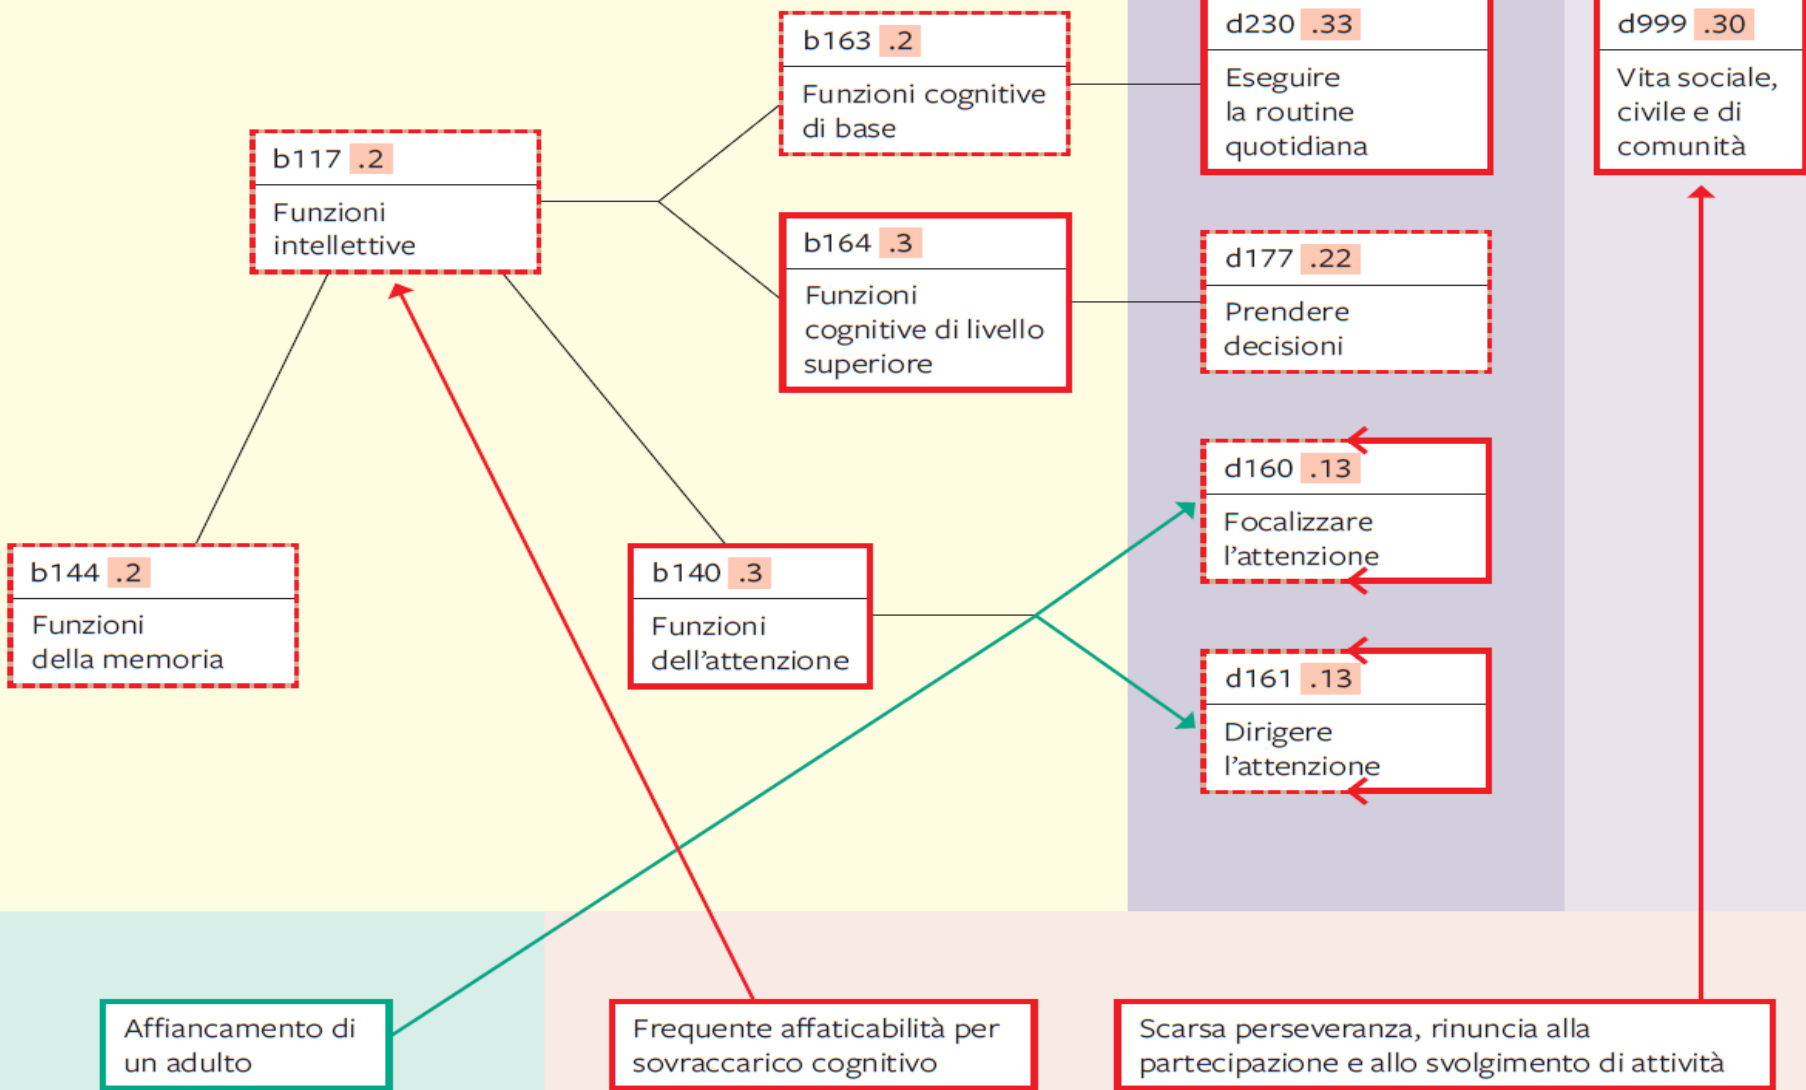 b163 .2
Funzioni cognitive
di base
d230 .33
Eseguire
la routine
quotidiana
d999 .30
Vita sociale,
civile e di
comunità
b117 .2
Funzioni
intellettive
b164 .3
Funzioni
cognitive di livello
superiore
d177 .22
Prendere
decisioni
d160 .13
Focalizzare
l’attenzione
b144 .2
Funzioni
della memoria
b140 .3
Funzioni
dell’attenzione
d161 .13
Dirigere
l’attenzione
Affiancamento di
un adulto
Frequente affaticabilità per
sovraccarico cognitivo
Scarsa perseveranza, rinuncia alla
partecipazione e allo svolgimento di attività